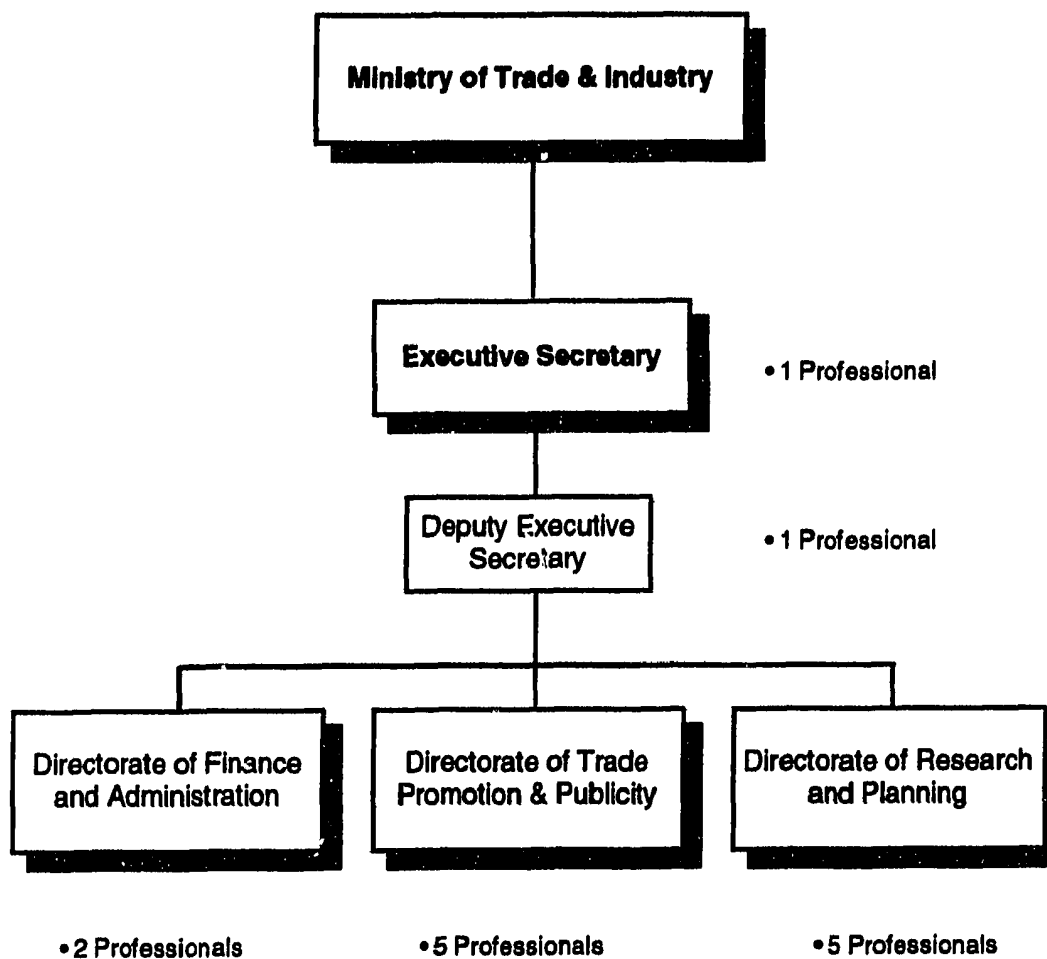 Ministry of Trade & Industry
Executive Secretary
• 1 Professional
Deputy Executive
Secretary
• 1 Professional
Directorate of Finance
and Administration
Directorate of Trade
Promotion & Publicity
Directorate of Research
and Planning
• 2 Professionals
• 5 Professionals
• 5 Professionals